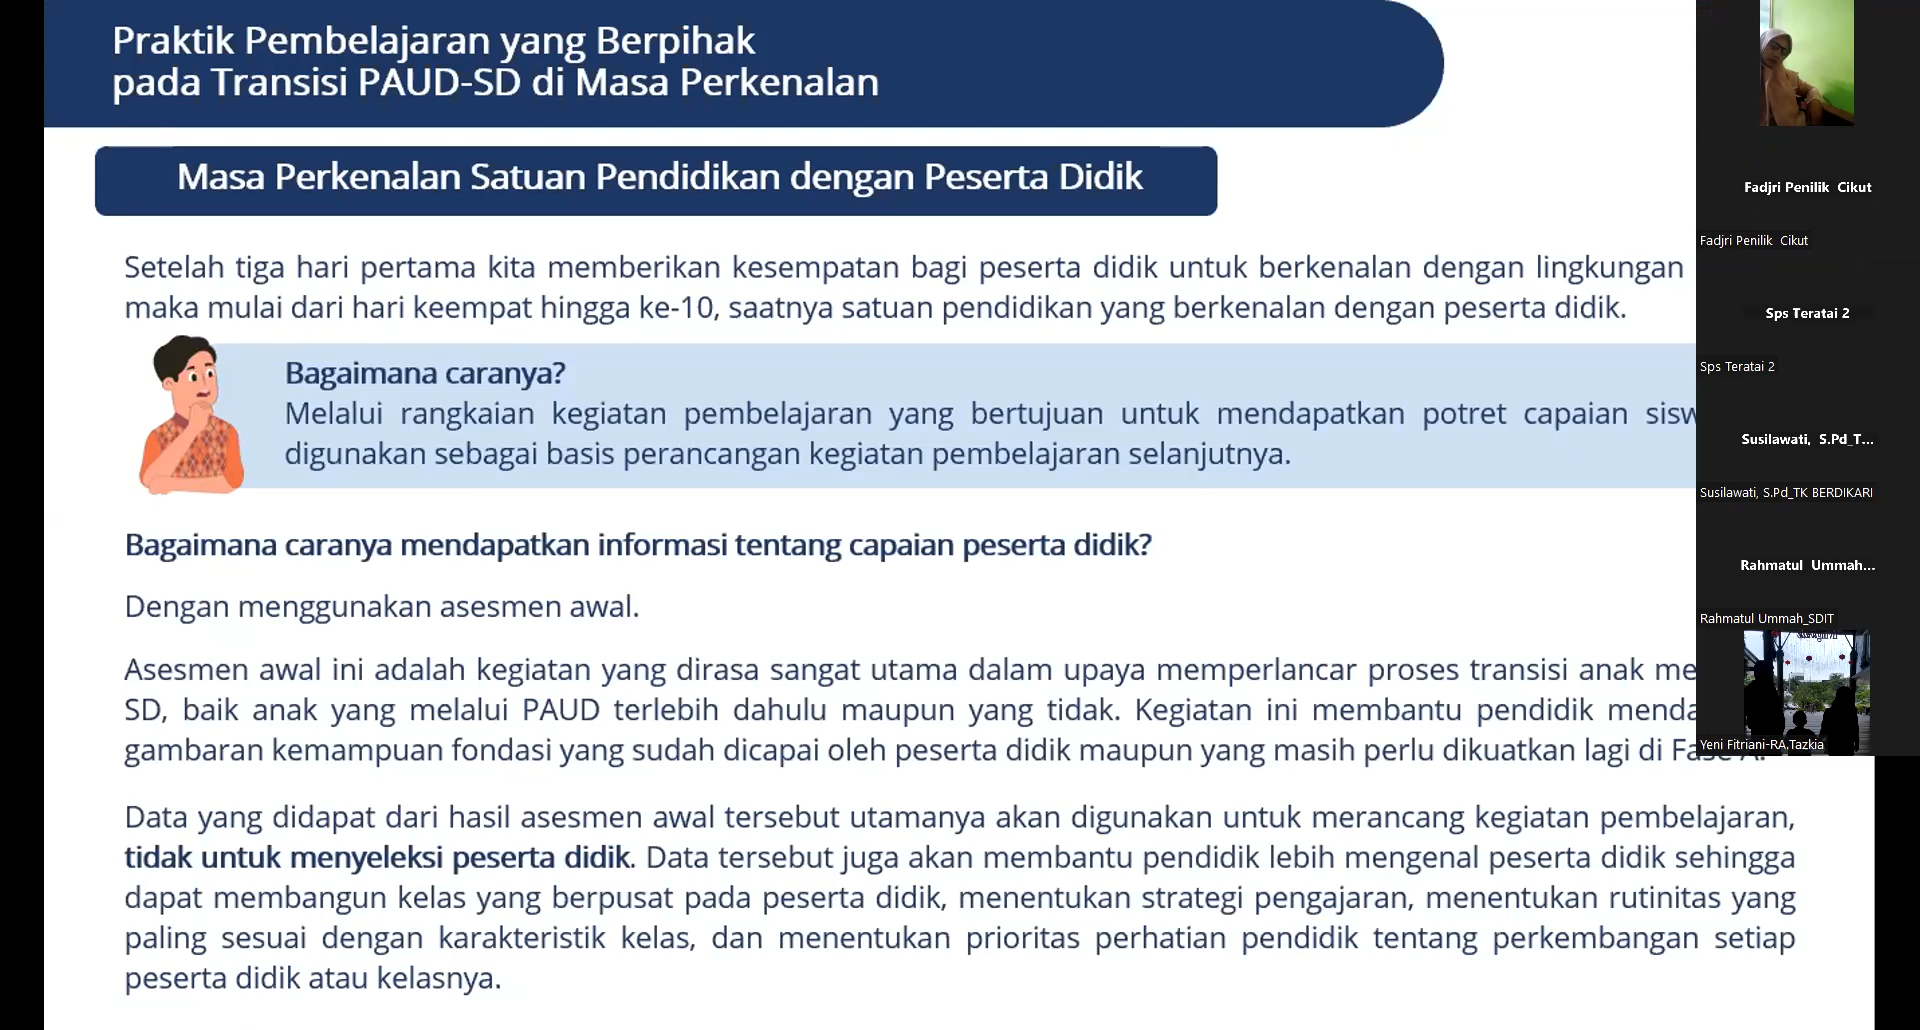 Praktik Pembelajaran yang Berpihak
pada Transisi PAUD-SD di Masa Perkenalan
Masa Perkenalan Satuan Pendidikan dengan Peserta Didik
Setelah tiga hari pertama kita memberikan kesempatan bagi peserta didik untuk berkenalan dengan lingkungan
maka mulai dari hari keempat hingga ke-10, saatnya satuan pendidikan yang berkenalan dengan peserta didik.
Bagaimana caranya?
Melalui rangkaian kegiatan pembelajaran yang bertujuan untuk mendapatkan potret capaian
digunakan sebagai basis perancangan kegiatan pembelajaran selanjutnya.
Bagaimana caranya mendapatkan informasi tentang capaian peserta didik?
Dengan menggunakan asesmen awal.
Asesmen awal ini adalah kegiatan yang dirasa sangat utama dalam upaya memperlancar proses transisi anak
SD, baik anak yang melalui PAUD terlebih dahulu maupun yang tidak. Kegiatan ini membantu pendidik
gambaran kemampuan fondasi yang sudah dicapai oleh peserta didik maupun yang masih perlu dikuatkan lagi di Fase A.
Data yang didapat dari hasil asesmen awal tersebut utamanya akan digunakan untuk merancang kegiatan pembelajaran,
tidak untuk menyeleksi peserta didik. Data tersebut juga akan membantu pendidik lebih mengenal peserta didik sehingga
dapat membangun kelas yang berpusat pada peserta didik, menentukan strategi pengajaran, menentukan rutinitas yang
paling sesuai dengan karakteristik kelas, dan menentukan prioritas perhatian pendidik tentang perkembangan setiap
peserta didik atau kelasnya.
Fadjri Penilik Cikut
Fadjri Penilik Cikut
Sps Teratai 2
Sps Teratai 2
Susilawati, S.Pd_T...
Susilawati, S.Pd_TK BERDIKARI
Rahmatul Ummah...
Rahmatul Ummah_SDIT
Yeni Fitriani-RA.Tazkia